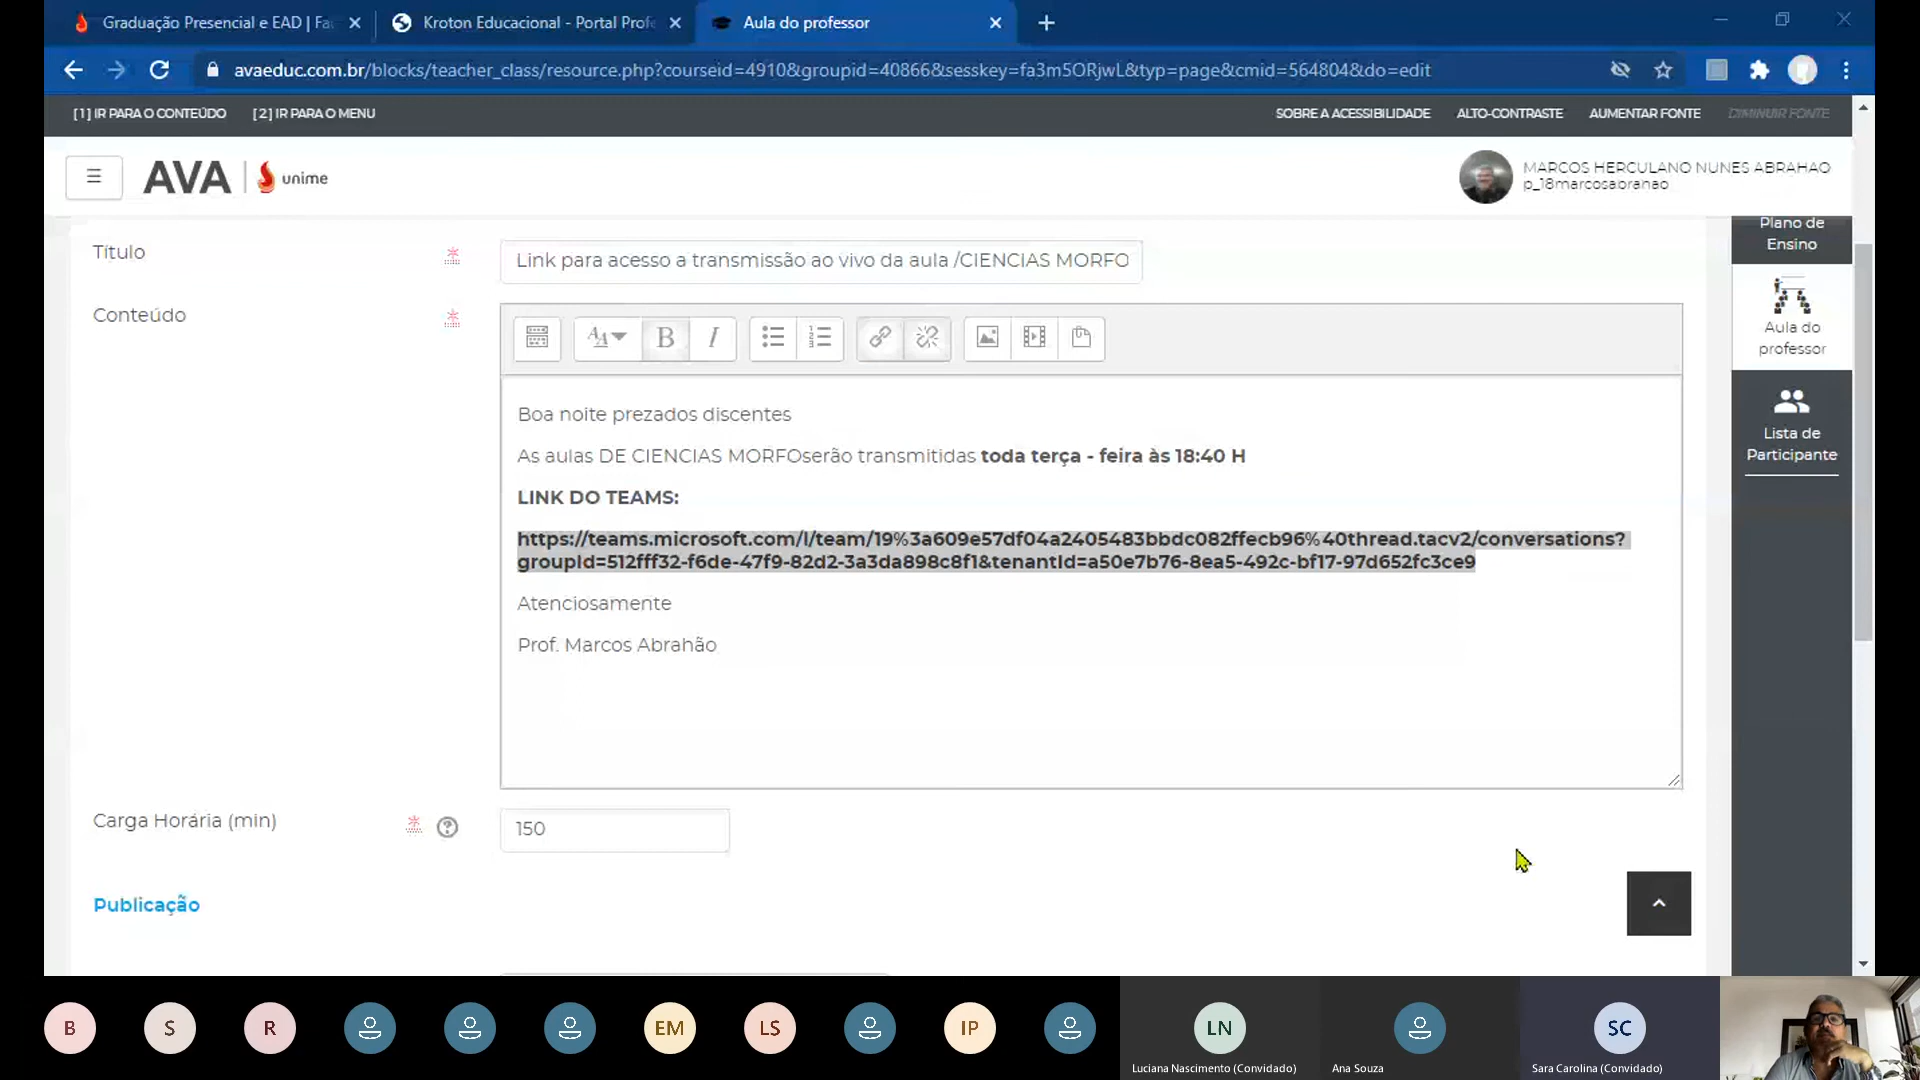 Graduação Presencial e EAD | Fa
Kroton Educacional - Portal Profe
Aula do professor
avaeduc.com.br/blocks/teacher_class/resource.php?courseid=4910&groupid=40866&sesskey=fa3m5ORjwL&typ=page&cmid=564804&do=edit
[1] IR PARA O CONTEÚDO
[2] IR PARA O MENU
SOBRE A ACESSIBILIDADE
ALTO-CONTRASTE
AUMENTAR FONTE
DIMINUIR FONTE
AVA
unime
MARCOS HERCULANO NUNES ABRAHAO
p_18marcosabrahao
Título
Link para acesso a transmissão ao vivo da aula /CIENCIAS MORFO
Conteúdo
Boa noite prezados discentes
As aulas DE CIENCIAS MORFOserão transmitidas toda terça - feira às 18:40 H
LINK DO TEAMS:
https://teams.microsoft.com/l/team/19%3a609e57df04a2405483bbdc082ffecb96%40thread.tacv2/conversations?
groupId=512fff32-f6de-47f9-82d2-3a3da898c8f1&tenantId=a50e7b76-8ea5-492c-bf17-97d652fc3ce9
Atenciosamente
Prof. Marcos Abrahão
Carga Horária (min)
150
Publicação
Plano de
Ensino
Aula do
professor
Lista de
Participante
B
S
R
EM
LS
IP
LN
SC
Luciana Nascimento (Convidado)
Ana Souza
Sara Carolina (Convidado)